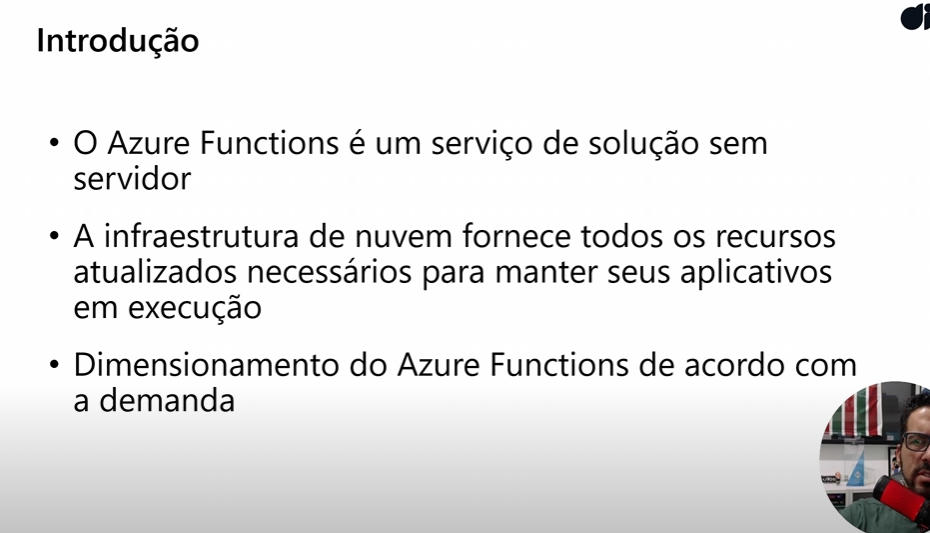 Introdução
• O Azure Functions é um serviço de solução sem
servidor
• A infraestrutura de nuvem fornece todos os recursos
atualizados necessários para manter seus aplicativos
em execução
• Dimensionamento do Azure Functions de acordo com
a demanda